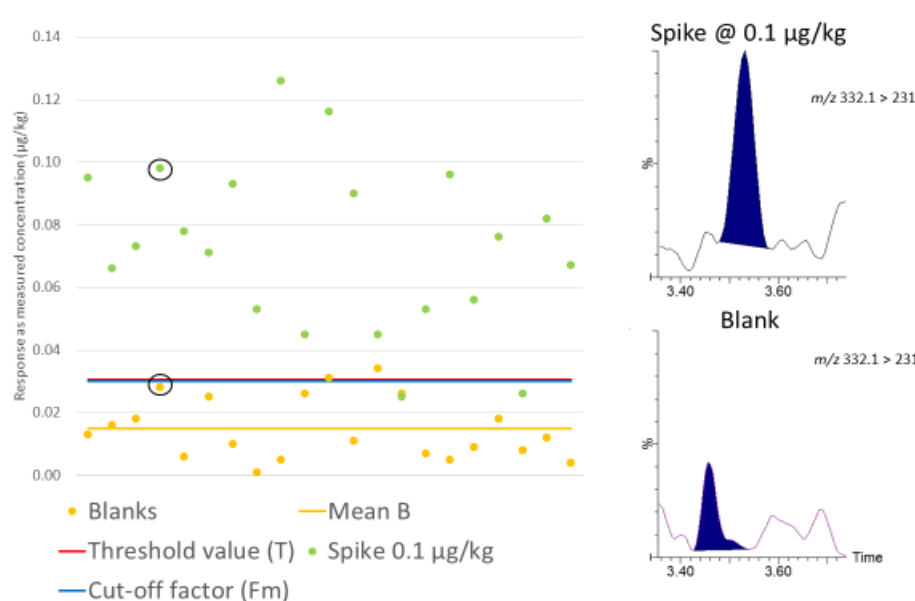 Response as measured concentration (µg/kg)
0.14
0.12
0.10
0.08
0.06
0.04
0.02
0.00
Blanks
Mean B
Threshold value (T)
Spike 0.1 µg/kg
Cut-off factor (Fm)
Spike @ 0.1 µg/kg
m/z 332.1 > 231
%
3.40
3.60
Blank
m/z 332.1 > 231
%
Time
3.40
3.60